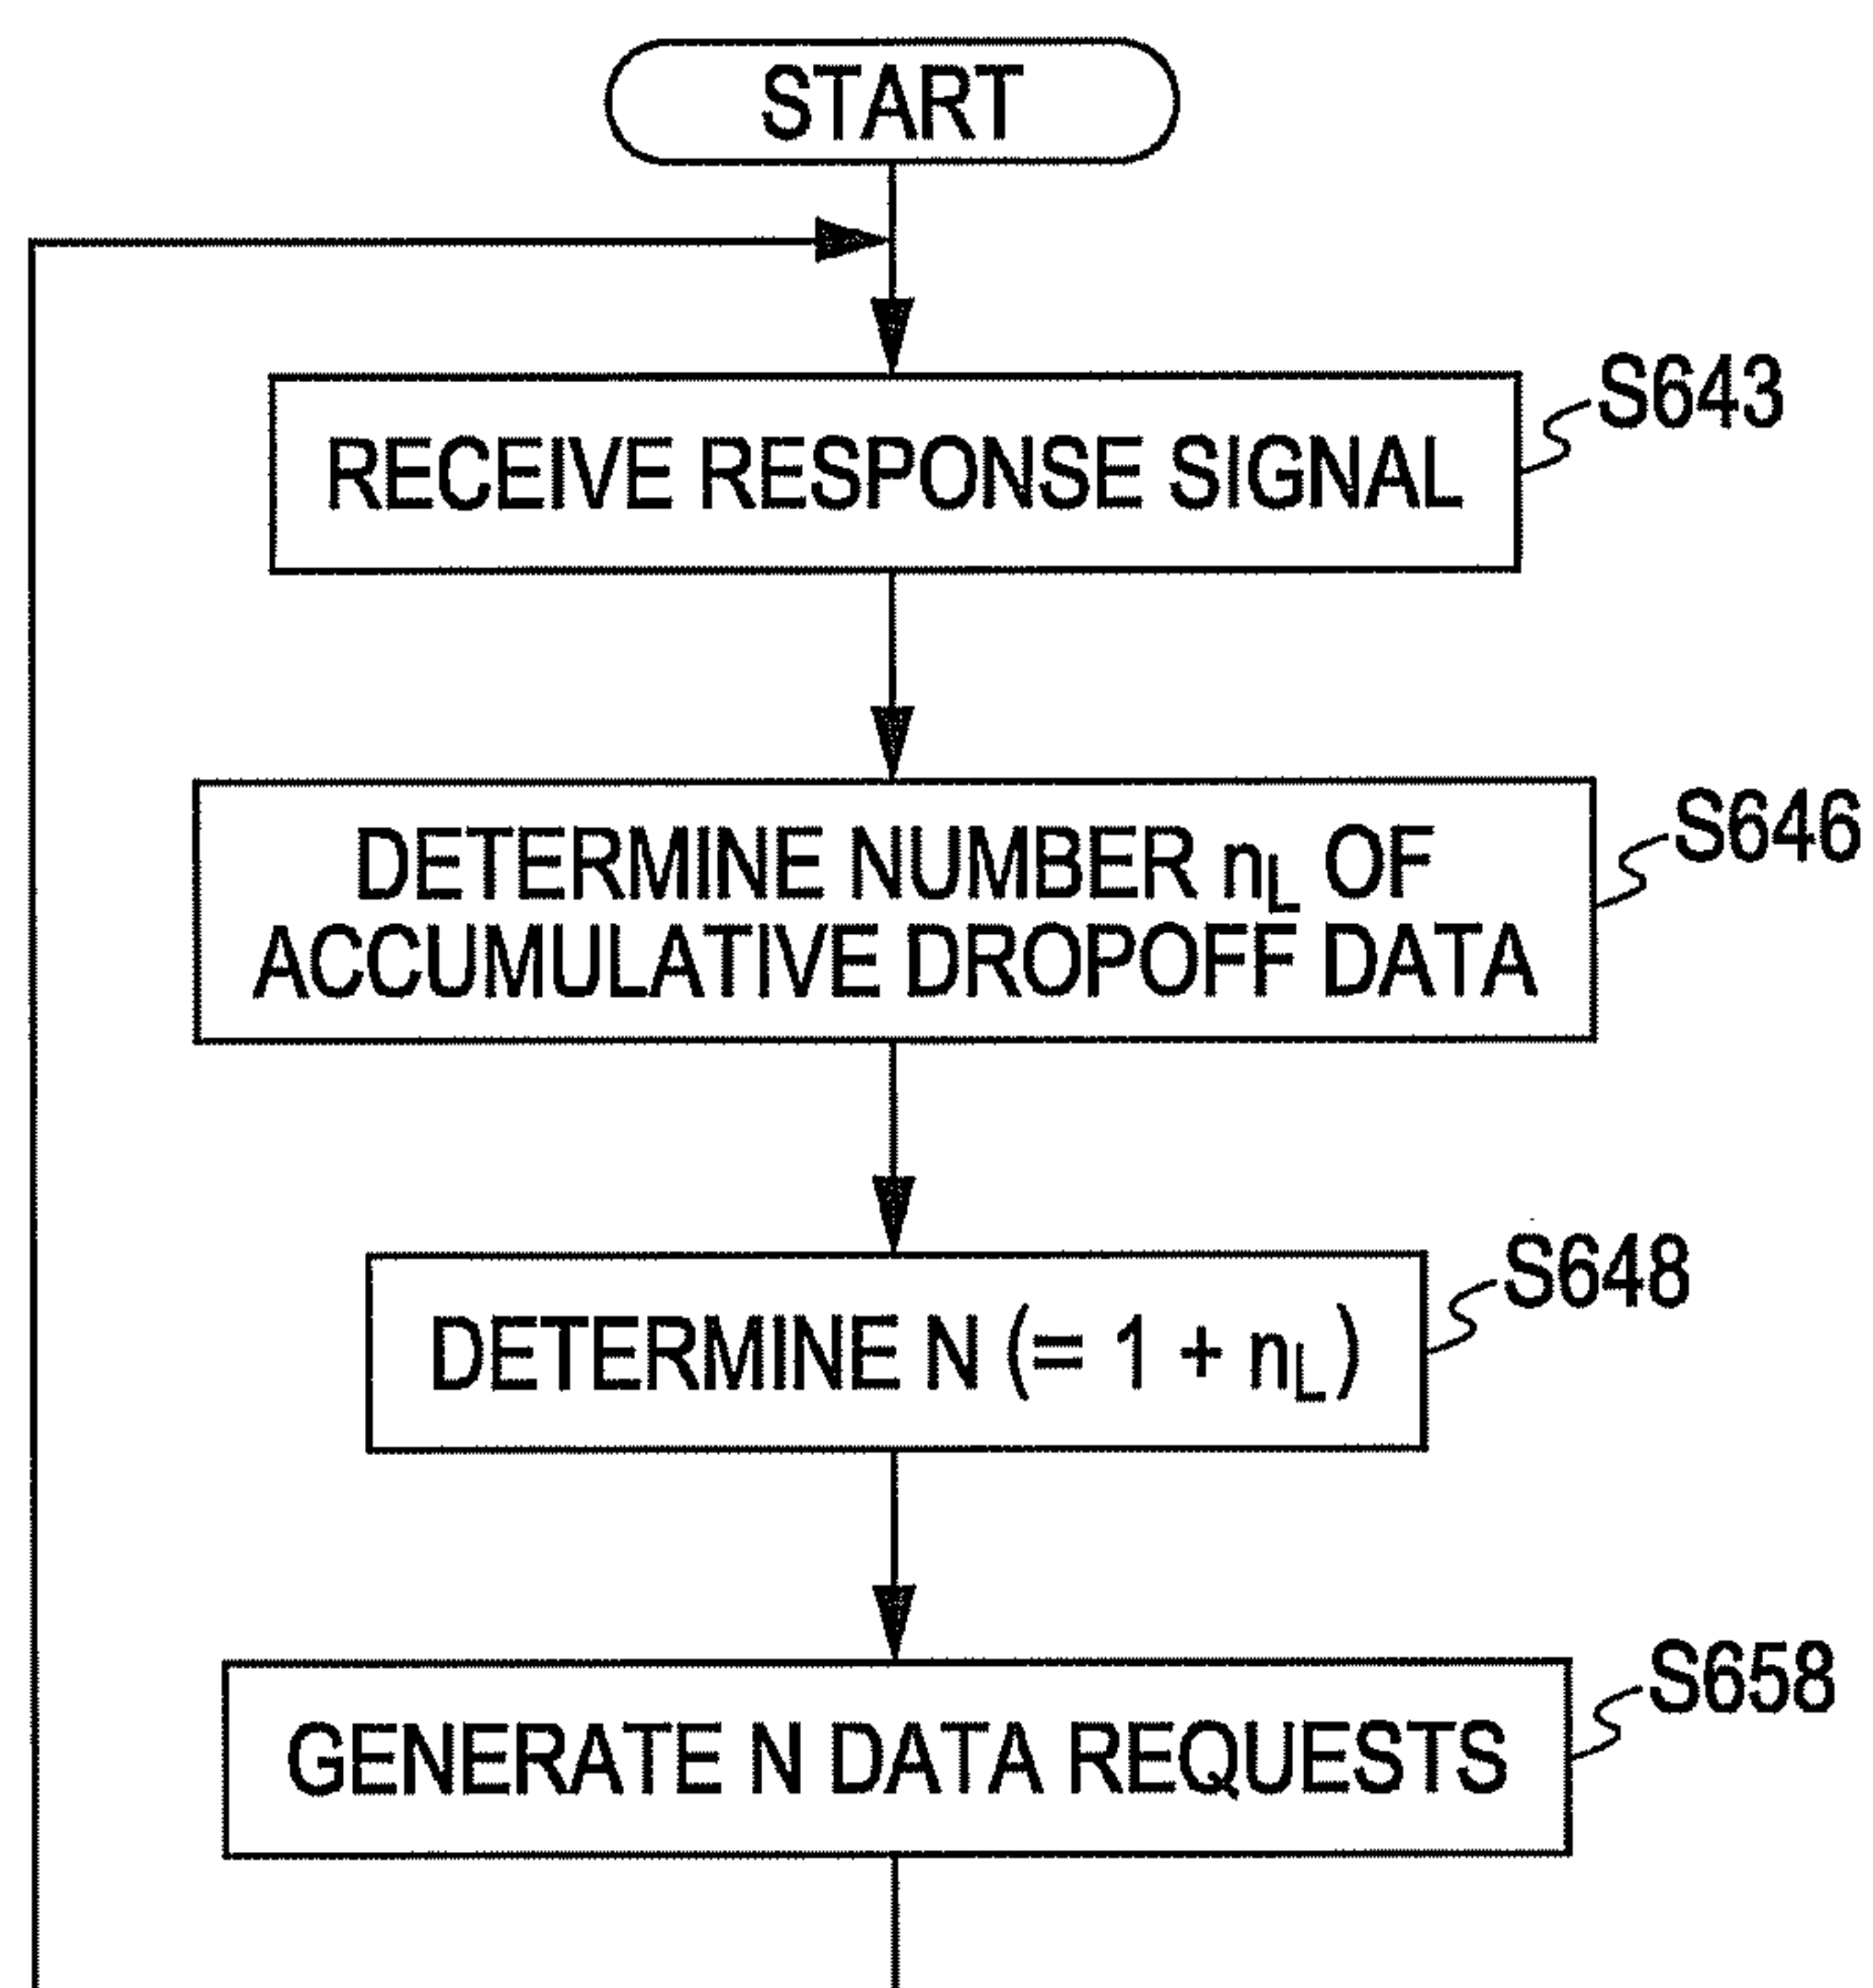 START
RECEIVE RESPONSE SIGNAL
S643
DETERMINE NUMBER nL OF
ACCUMULATIVE DROPOFF DATA
S646
DETERMINE N (= 1 + nL)
S648
GENERATE N DATA REQUESTS
S658